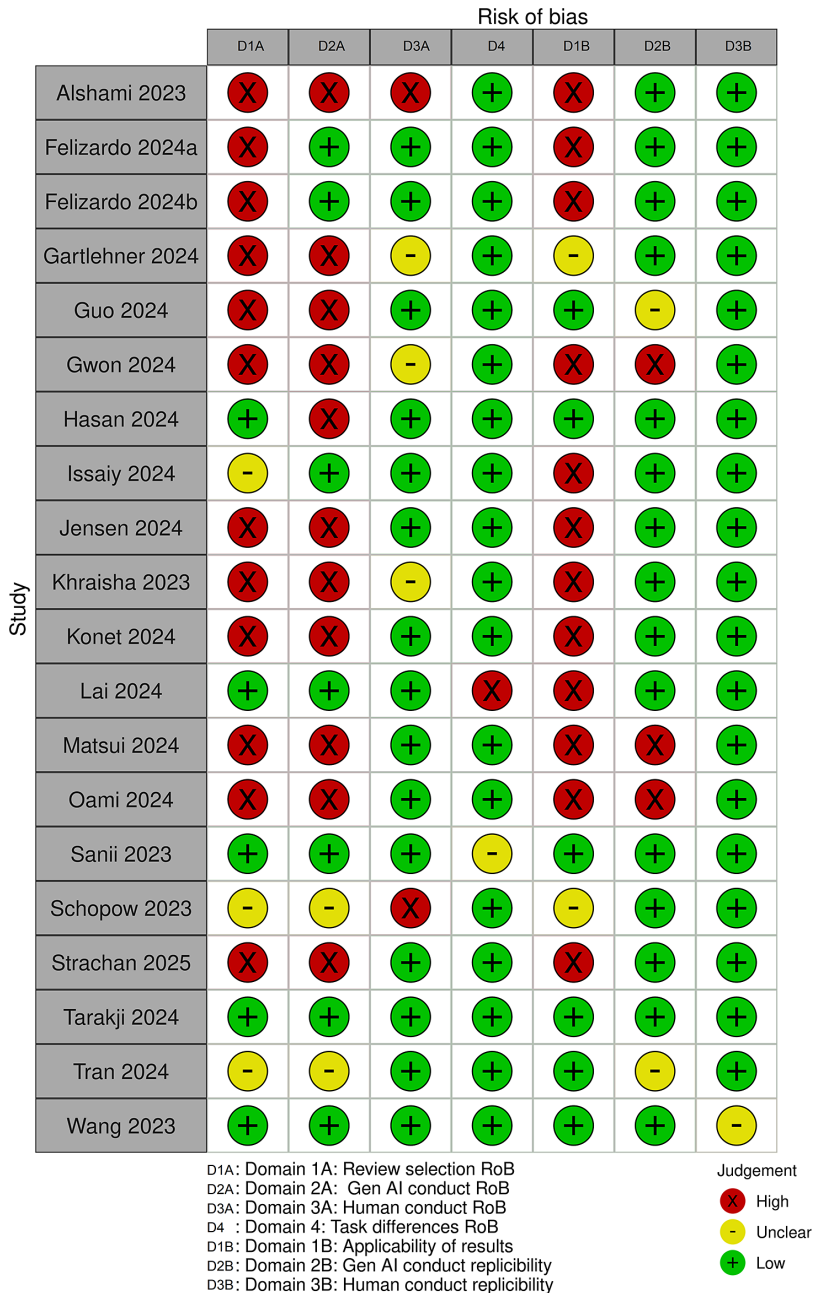 Risk of bias
D1A D2A D3A D4 D1B D2B D3B
Study
Alshami 2023 X X X + X + +
Felizardo 2024a X + + + X + +
Felizardo 2024b X + + + X + +
Gartlehner 2024 X X - + - + +
Guo 2024 X X + + + - +
Gwon 2024 X X - + X X +
Hasan 2024 + X + + + + +
Issaiy 2024 - + + + X + +
Jensen 2024 X X + + X + +
Khraisha 2023 X X - + X + +
Konet 2024 X X + + X + +
Lai 2024 + + + X X + +
Matsui 2024 X X + + X X +
Oami 2024 X X + + X X +
Sanii 2023 + + + - + + +
Schopow 2023 - - X + - + +
Strachan 2025 X X + + X + +
Tarakji 2024 + + + + + + +
Tran 2024 - - + + + - +
Wang 2023 + + + + + + -
D1A: Domain 1A: Review selection RoB
D2A: Domain 2A: Gen AI conduct RoB
D3A: Domain 3A: Human conduct RoB
D4 : Domain 4: Task differences RoB
D1B: Domain 1B: Applicability of results
D2B: Domain 2B: Gen AI conduct replicibility
D3B: Domain 3B: Human conduct replicibility
Judgement
X High
- Unclear
+ Low